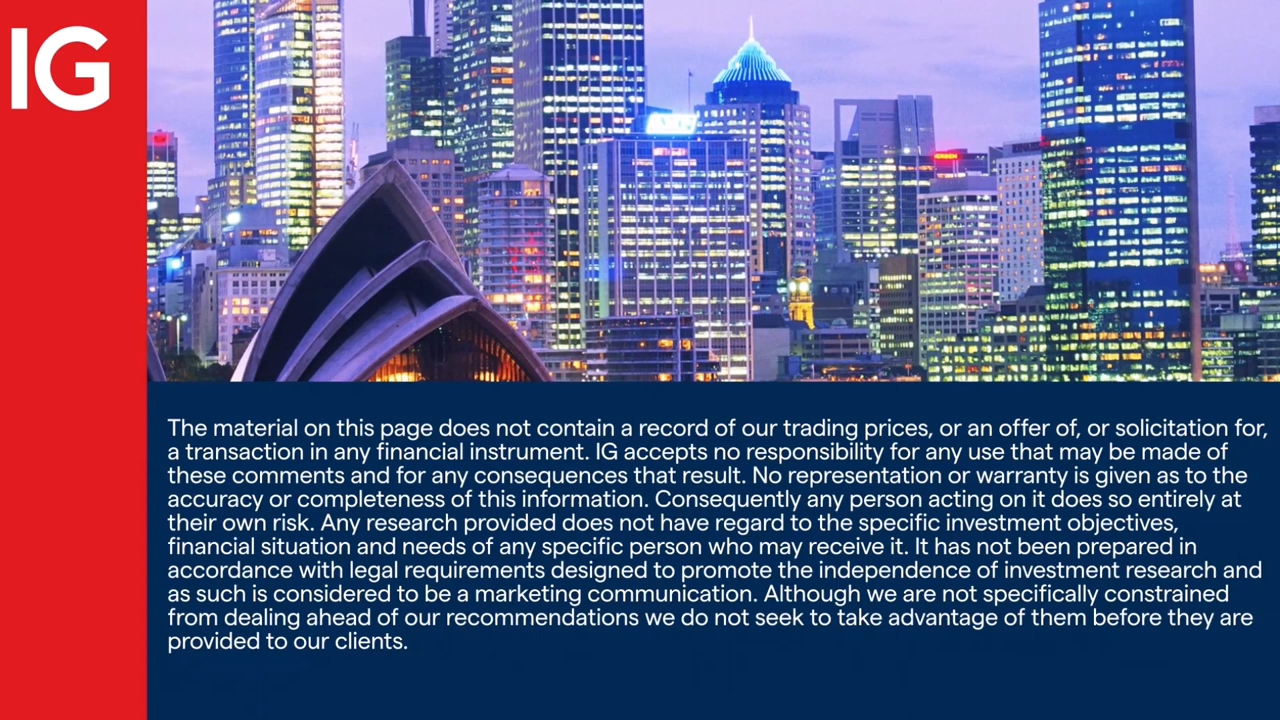 IG
The material on this page does not contain a record of our trading prices, or an offer of, or solicitation for,
a transaction in any financial instrument. IG accepts no responsibility for any use that may be made of
these comments and for any consequences that result. No representation or warranty is given as to the
accuracy or completeness of this information. Consequently any person acting on it does so entirely at
their own risk. Any research provided does not have regard to the specific investment objectives,
financial situation and needs of any specific person who may receive it. It has not been prepared in
accordance with legal requirements designed to promote the independence of investment research and
as such is considered to be a marketing communication. Although we are not specifically constrained
from dealing ahead of our recommendations we do not seek to take advantage of them before they are
provided to our clients.